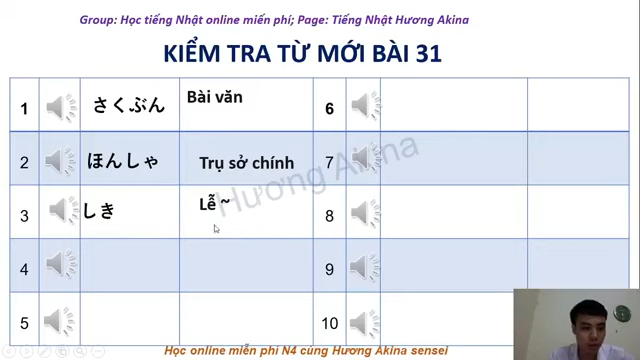 Group: Học tiếng Nhật online miến phí; Page: Tiếng Nhật Hương Akina
KIỂM TRA TỪ MỚI BÀI 31
1 さくぶん Bài văn 6
2 ほんしゃ Trụ sở chính 7
3 しき Lễ ~ 8
4 9
5 10
Hương Akina
Học online miễn phí N4 cùng Hương Akina sensei